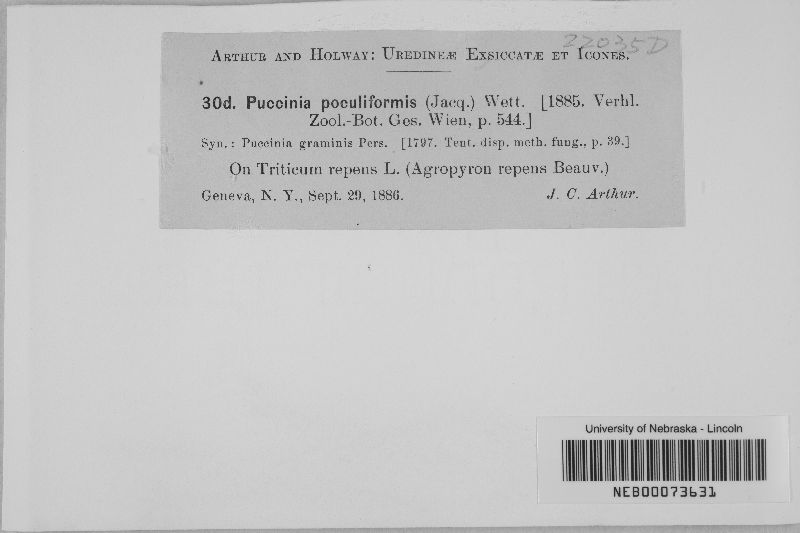 22035D
Arthur and Holway: Uredineæ Exsiccatæ et Icones.
30d. Puccinia poculiformis (Jacq.) Wett. [1885. Verhl.
Zool.-Bot. Ges. Wien, p. 544.]
Syn.: Puccinia graminis Pers. [1797. Tent. disp. meth. fung., p. 39.]
On Triticum repens L. (Agropyron repens Beauv.)
Geneva, N. Y., Sept. 29, 1886. J. C. Arthur.
University of Nebraska - Lincoln
NEB00073631